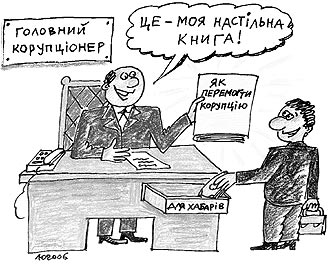 ГОЛОВНИЙ
КОРУПЦІОНЕР
ЦЕ – МОЯ НАСТІЛЬНА
КНИГА!
ЯК
ПЕРЕМОГТИ
КОРУПЦІЮ
ДЛЯ ХАБАРІВ